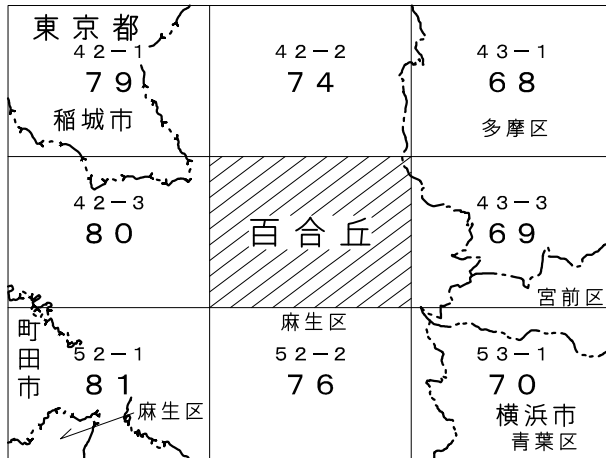 東京都
42-1
79
稲城市
42-2
74
43-1
68
多摩区
42-3
80
百合丘
43-3
69
宮前区
町田市
52-1
81
麻生区
麻生区
52-2
76
53-1
70
横浜市
青葉区